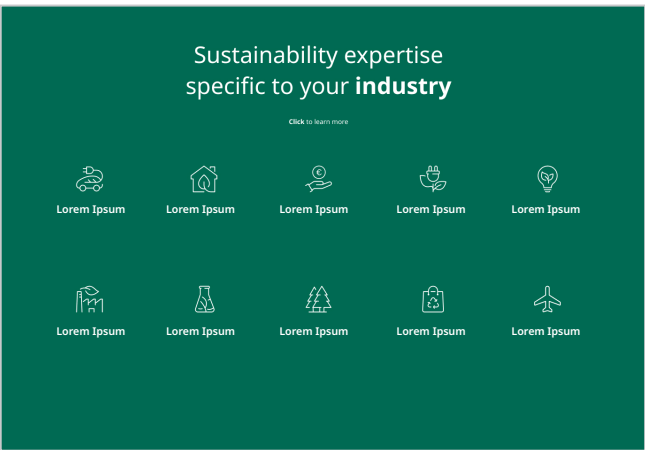 Sustainability expertise
specific to your industry
Click to learn more
Lorem Ipsum Lorem Ipsum Lorem Ipsum Lorem Ipsum Lorem Ipsum
Lorem Ipsum Lorem Ipsum Lorem Ipsum Lorem Ipsum Lorem Ipsum